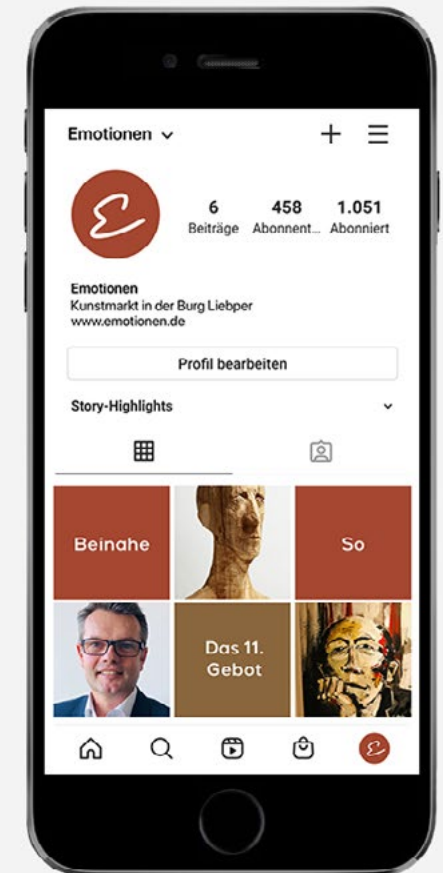 Emotionen
6 458 1.051
Beiträge Abonnent... Abonniert
Emotionen
Kunstmarkt in der Burg Liebper
www.emotionen.de
Profil bearbeiten
Story-Highlights
Beinahe
So
Das 11.
Gebot